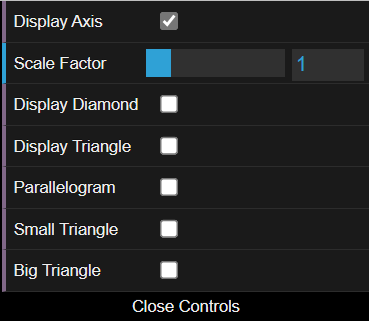 Display Axis
Scale Factor 1
Display Diamond
Display Triangle
Parallelogram
Small Triangle
Big Triangle
Close Controls